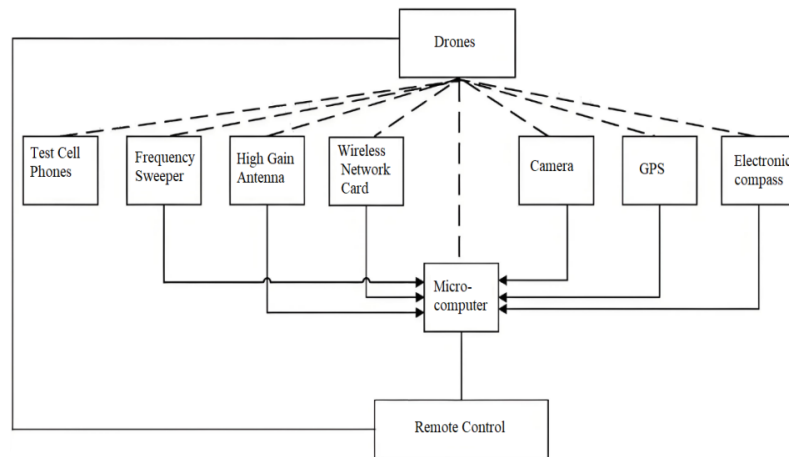 Drones
Test Cell
Phones
Frequency
Sweeper
High Gain
Antenna
Wireless
Network
Card
Camera
GPS
Electronic
compass
Micro-
computer
Remote Control